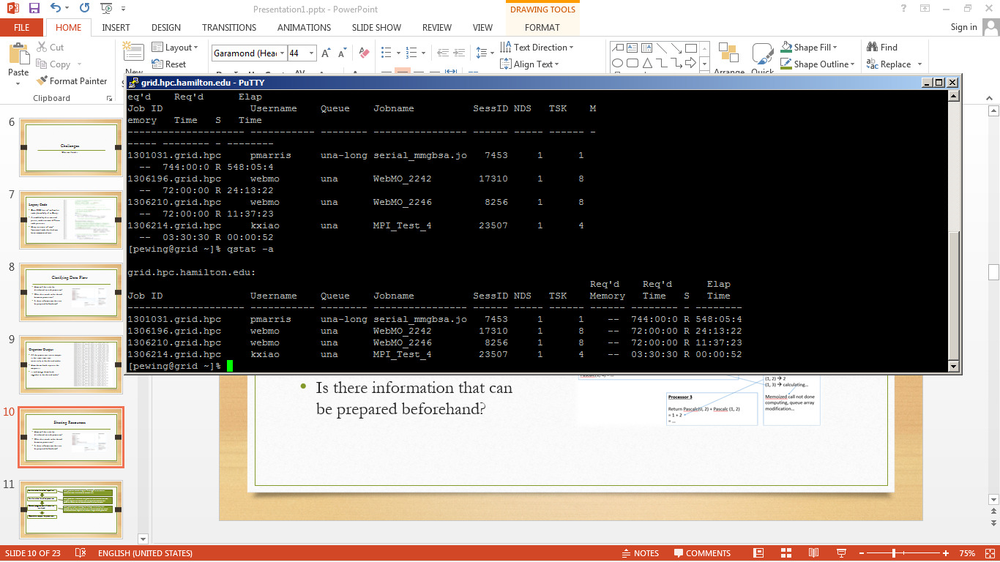 Presentation1.pptx - PowerPoint
DRAWING TOOLS
?
FILE
HOME
INSERT
DESIGN
TRANSITIONS
ANIMATIONS
SLIDE SHOW
REVIEW
VIEW
FORMAT
Sign in
Paste
Cut
Copy
Format Painter
Clipboard
New
Layout
Reset
Garamond (Head
44
Text Direction
Align Text
Arrange
Quick
Shape Fill
Shape Outline
Find
Replace
grid.hpc.hamilton.edu - PuTTY
eq'd    Req'd      Elap
Job ID               Username    Queue    Jobname          SessID NDS   TSK    M
emory   Time   S   Time
-------------------- ----------- -------- ---------------- ------ ----- ------ -
----- -------- - --------
1301031.grid.hpc     pmarris     una-long serial_mmgbsa.jo   7453     1      1
  --  744:00:0 R 548:05:4
1306196.grid.hpc     webmo       una      WebMO_2242        17310     1      8
  --  72:00:00 R 24:13:22
1306210.grid.hpc     webmo       una      WebMO_2246         8256     1      8
  --  72:00:00 R 11:37:23
1306214.grid.hpc     kxiao       una      MPI_Test_4        23507     1      4
  --  03:30:30 R 00:00:52
[pewing@grid ~]% qstat -a
grid.hpc.hamilton.edu:
Req'd    Req'd      Elap
Job ID               Username    Queue    Jobname          SessID NDS   TSK    Memory   Time   S   Time
-------------------- ----------- -------- ---------------- ------ ----- ------ ------ -------- - --------
1301031.grid.hpc     pmarris     una-long serial_mmgbsa.jo   7453     1      1    --  744:00:0 R 548:05:4
1306196.grid.hpc     webmo       una      WebMO_2242        17310     1      8    --  72:00:00 R 24:13:22
1306210.grid.hpc     webmo       una      WebMO_2246         8256     1      8    --  72:00:00 R 11:37:23
1306214.grid.hpc     kxiao       una      MPI_Test_4        23507     1      4    --  03:30:30 R 00:00:52
[pewing@grid ~]%
6
Challenges
7
Legacy Code
8
Clarifying Data Flow
9
Organize Output
10
Sharing Resources
11
• Is there information that can
be prepared beforehand?
Processor 3
Return Pascalc(0, 2) + Pascalc (1, 2)
= 1 + 2
= ...
(1, 2) → 2
(1, 3) → calculating...
Memoized call not done
computing, queue array
modification...
SLIDE 10 OF 23
ENGLISH (UNITED STATES)
NOTES
COMMENTS
75%